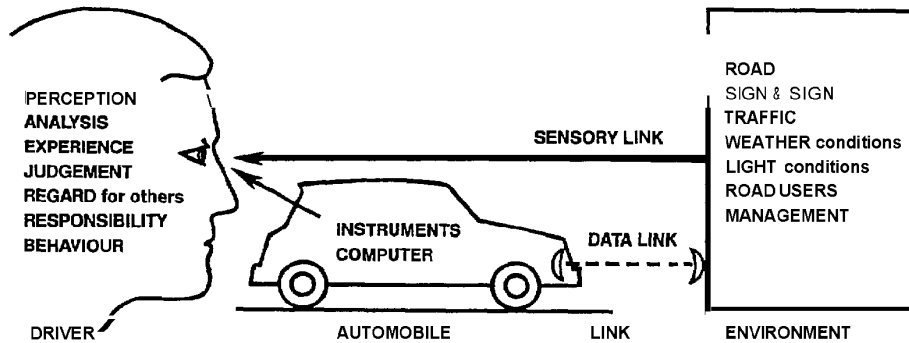 PERCEPTION
ANALYSIS
EXPERIENCE
JUDGEMENT
REGARD for others
RESPONSIBILITY
BEHAVIOUR
DRIVER
SENSORY LINK
INSTRUMENTS
COMPUTER
AUTOMOBILE
DATA LINK
LINK
ROAD
SIGN & SIGN
TRAFFIC
WEATHER conditions
LIGHT conditions
ROAD USERS
MANAGEMENT
ENVIRONMENT